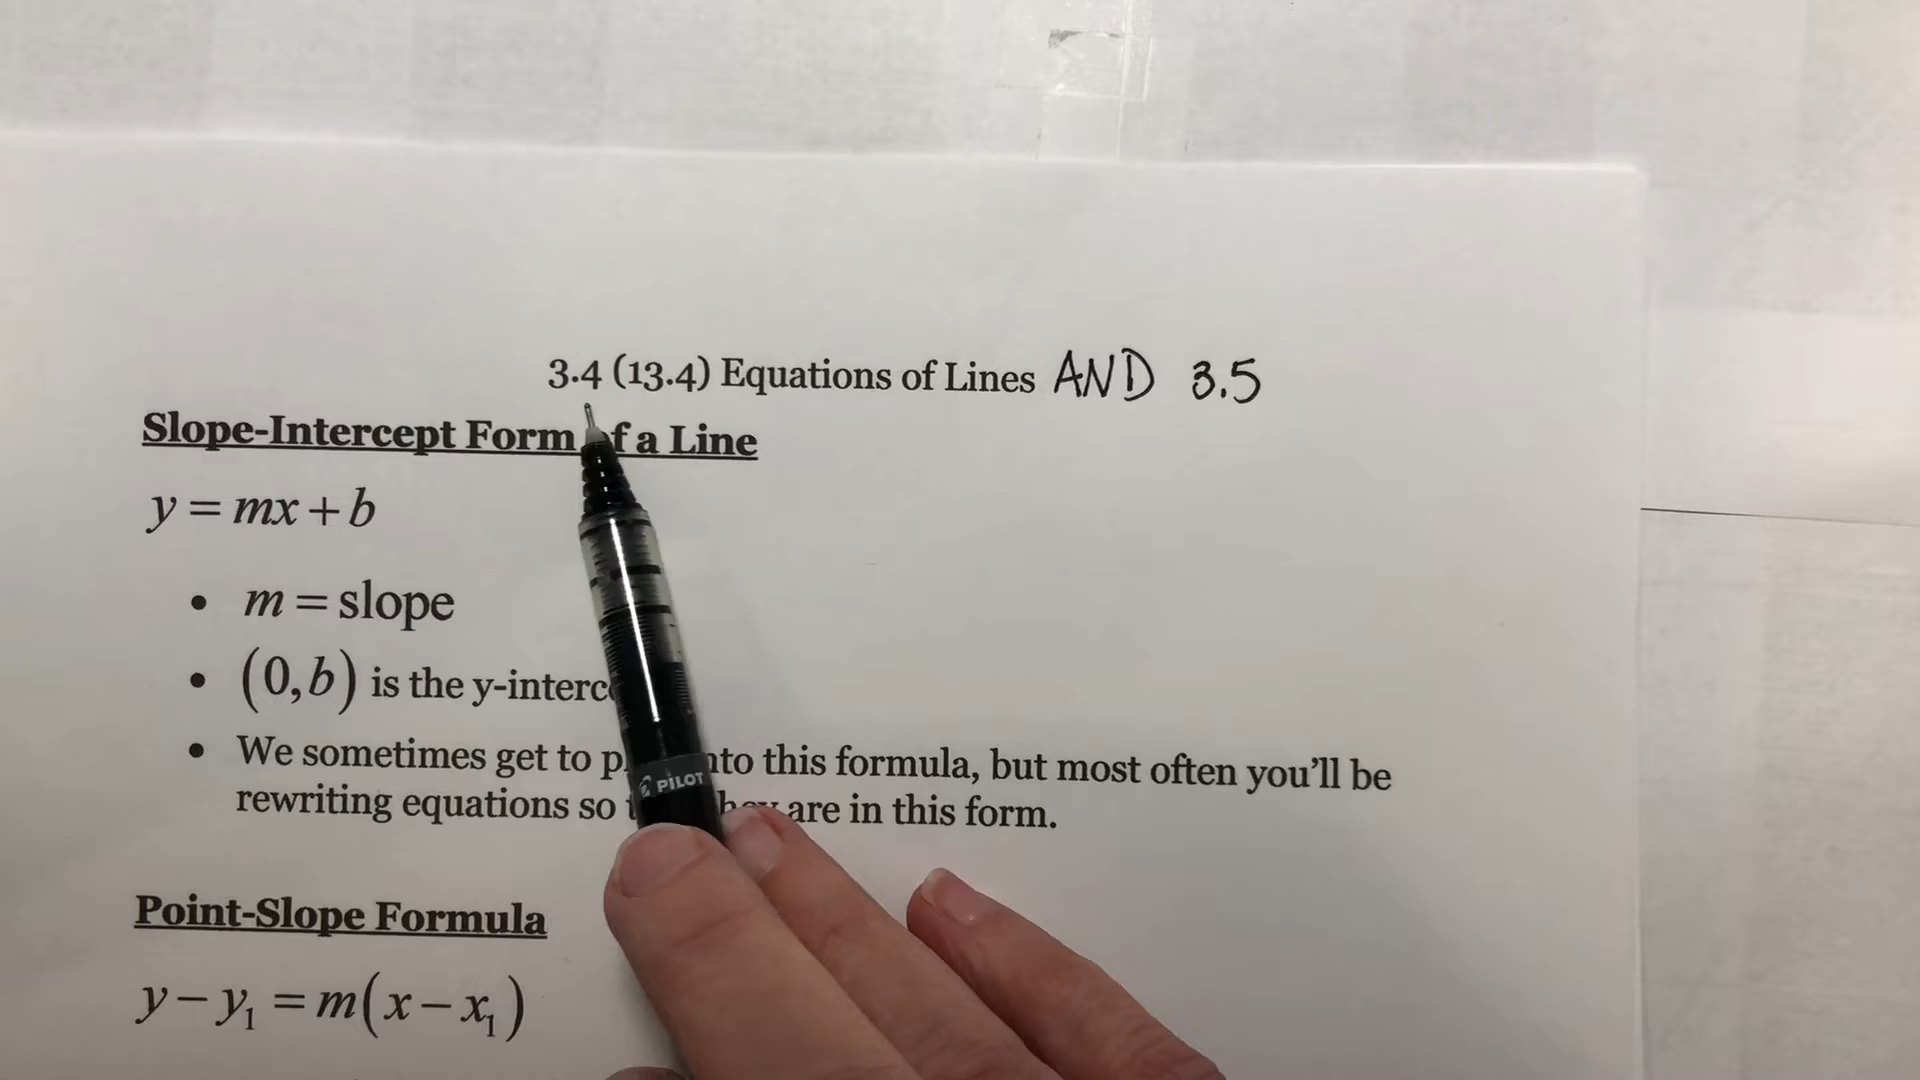 3.4 (13.4) Equations of Lines AND 3.5
Slope-Intercept Form f a Line
y = mx + b
• m = slope
• (0, b) is the y-interc
• We sometimes get to p nto this formula, but most often you'll be
rewriting equations so they are in this form.
Point-Slope Formula
y − y₁ = m(x − x₁)
PILOT